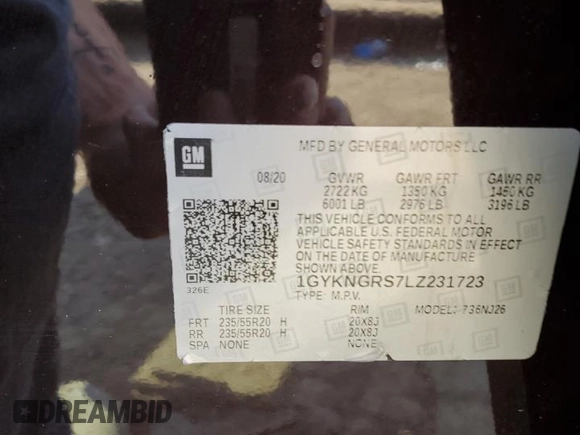 GM
MFD BY GENERAL MOTORS LLC
08/20 GVWR GAWR FRT GAWR RR
2722 KG 1350 KG 1450 KG
6001 LB 2976 LB 3196 LB
THIS VEHICLE CONFORMS TO ALL
APPLICABLE U.S. FEDERAL MOTOR
VEHICLE SAFETY STANDARDS IN EFFECT
ON THE DATE OF MANUFACTURE
SHOWN ABOVE.
1GYKNGRS7LZ231723
326E
TYPE: M.P.V.
TIRE SIZE RIM MODEL: 736NJ26
FRT 235/55R20 H 20X8J
RR 235/55R20 H 20X8J
SPA NONE NONE
DREAMBID